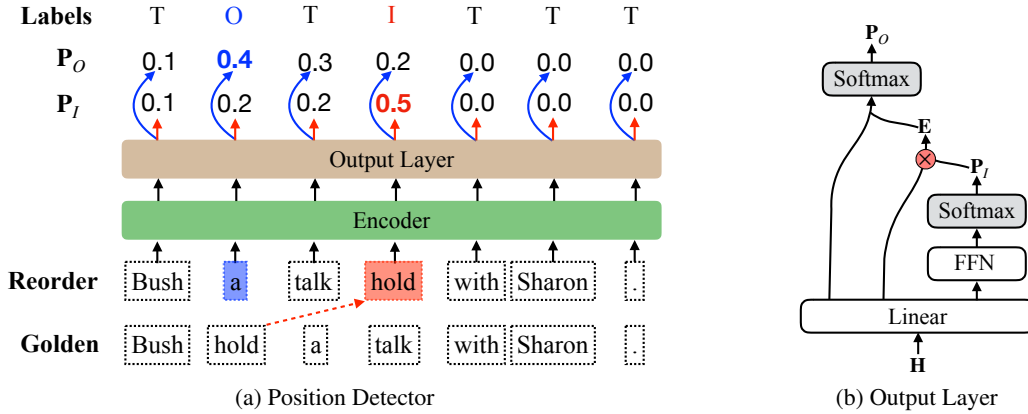 Labels T O T I T T T
P_O 0.1 0.4 0.3 0.2 0.0 0.0 0.0
P_I 0.1 0.2 0.2 0.5 0.0 0.0 0.0
Output Layer
Encoder
Reorder Bush a talk hold with Sharon .
Golden Bush hold a talk with Sharon .
(a) Position Detector
P_O
Softmax
E
P_I
Softmax
FFN
Linear
H
(b) Output Layer